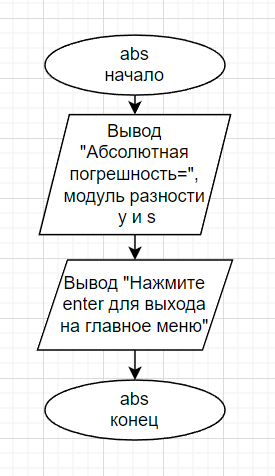 abs
начало
Вывод
"Абсолютная
погрешность=",
модуль разности
y и s
Вывод "Нажмите
enter для выхода
на главное меню"
abs
конец